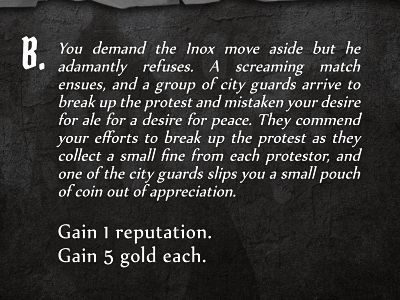 B. You demand the Inox move aside but he
adamantly refuses. A screaming match
ensues, and a group of city guards arrive to
break up the protest and mistaken your desire
for ale for a desire for peace. They commend
your efforts to break up the protest as they
collect a small fine from each protestor, and
one of the city guards slips you a small pouch
of coin out of appreciation.
Gain 1 reputation.
Gain 5 gold each.